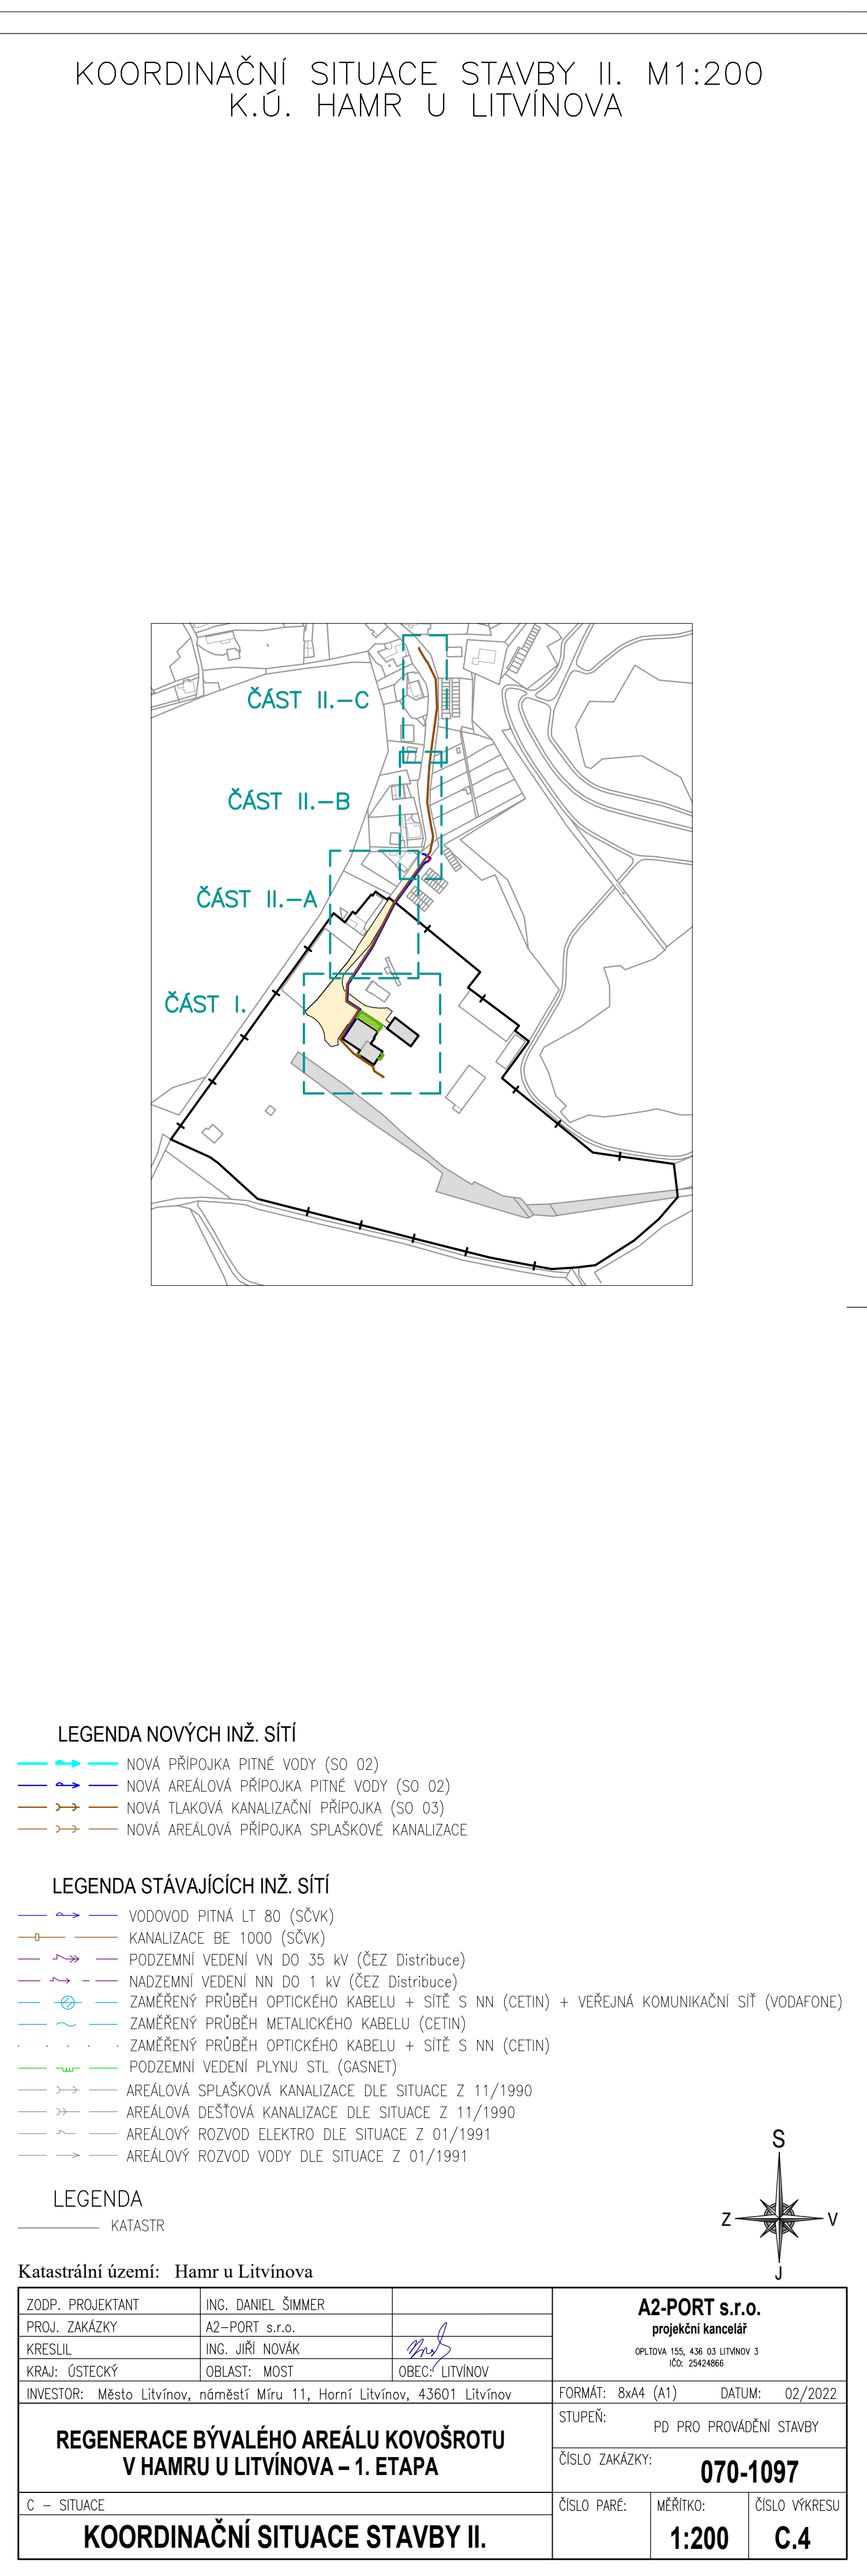 KOORDINAČNÍ SITUACE STAVBY II. M1:200
K.Ú. HAMR U LITVÍNOVA
ČÁST II.–C
ČÁST II.–B
ČÁST II.–A
ČÁST I.
LEGENDA NOVÝCH INŽ. SÍTÍ
NOVÁ PŘÍPOJKA PITNÉ VODY (SO 02)
NOVÁ AREÁLOVÁ PŘÍPOJKA PITNÉ VODY (SO 02)
NOVÁ TLAKOVÁ KANALIZAČNÍ PŘÍPOJKA (SO 03)
NOVÁ AREÁLOVÁ PŘÍPOJKA SPLAŠKOVÉ KANALIZACE
LEGENDA STÁVAJÍCÍCH INŽ. SÍTÍ
VODOVOD PITNÁ LT 80 (SČVK)
KANALIZACE BE 1000 (SČVK)
PODZEMNÍ VEDENÍ VN DO 35 kV (ČEZ Distribuce)
NADZEMNÍ VEDENÍ NN DO 1 kV (ČEZ Distribuce)
ZAMĚŘENÝ PRŮBĚH OPTICKÉHO KABELU + SÍTĚ S NN (CETIN) + VEŘEJNÁ KOMUNIKAČNÍ SÍŤ (VODAFONE)
ZAMĚŘENÝ PRŮBĚH METALICKÉHO KABELU (CETIN)
ZAMĚŘENÝ PRŮBĚH OPTICKÉHO KABELU + SÍTĚ S NN (CETIN)
PODZEMNÍ VEDENÍ PLYNU STL (GASNET)
AREÁLOVÁ SPLAŠKOVÁ KANALIZACE DLE SITUACE Z 11/1990
AREÁLOVÁ DEŠŤOVÁ KANALIZACE DLE SITUACE Z 11/1990
AREÁLOVÝ ROZVOD ELEKTRO DLE SITUACE Z 01/1991
AREÁLOVÝ ROZVOD VODY DLE SITUACE Z 01/1991
LEGENDA
KATASTR
S
Z V
J
Katastrální území: Hamr u Litvínova
ZODP. PROJEKTANT ING. DANIEL ŠIMMER
PROJ. ZAKÁZKY A2–PORT s.r.o.
KRESLIL ING. JIŘÍ NOVÁK
KRAJ: ÚSTECKÝ OBLAST: MOST OBEC: LITVÍNOV
INVESTOR: Město Litvínov, náměstí Míru 11, Horní Litvínov, 43601 Litvínov
A2-PORT s.r.o.
projekční kancelář
OPLTOVA 155, 436 03 LITVÍNOV 3
IČO: 25424866
FORMÁT: 8xA4 (A1) DATUM: 02/2022
STUPEŇ:
PD PRO PROVÁDĚNÍ STAVBY
REGENERACE BÝVALÉHO AREÁLU KOVOŠROTU
V HAMRU U LITVÍNOVA – 1. ETAPA
ČÍSLO ZAKÁZKY:
070-1097
C – SITUACE
KOORDINAČNÍ SITUACE STAVBY II.
ČÍSLO PARÉ: MĚŘÍTKO: ČÍSLO VÝKRESU
1:200 C.4